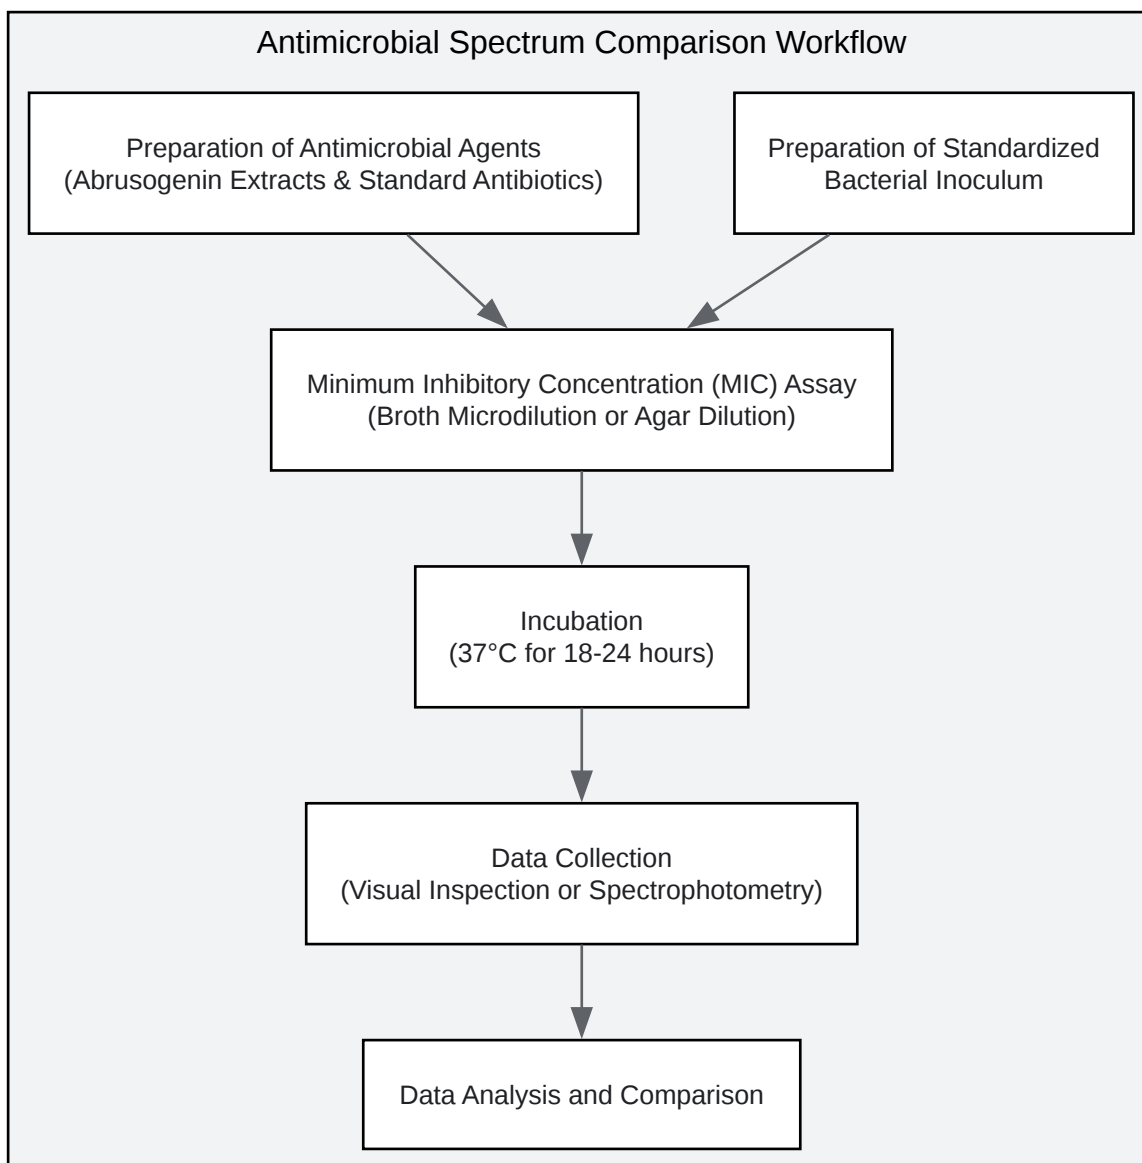 Antimicrobial Spectrum Comparison Workflow
Preparation of Antimicrobial Agents
(Abrusogenin Extracts & Standard Antibiotics)
Preparation of Standardized
Bacterial Inoculum
Minimum Inhibitory Concentration (MIC) Assay
(Broth Microdilution or Agar Dilution)
Incubation
(37°C for 18-24 hours)
Data Collection
(Visual Inspection or Spectrophotometry)
Data Analysis and Comparison